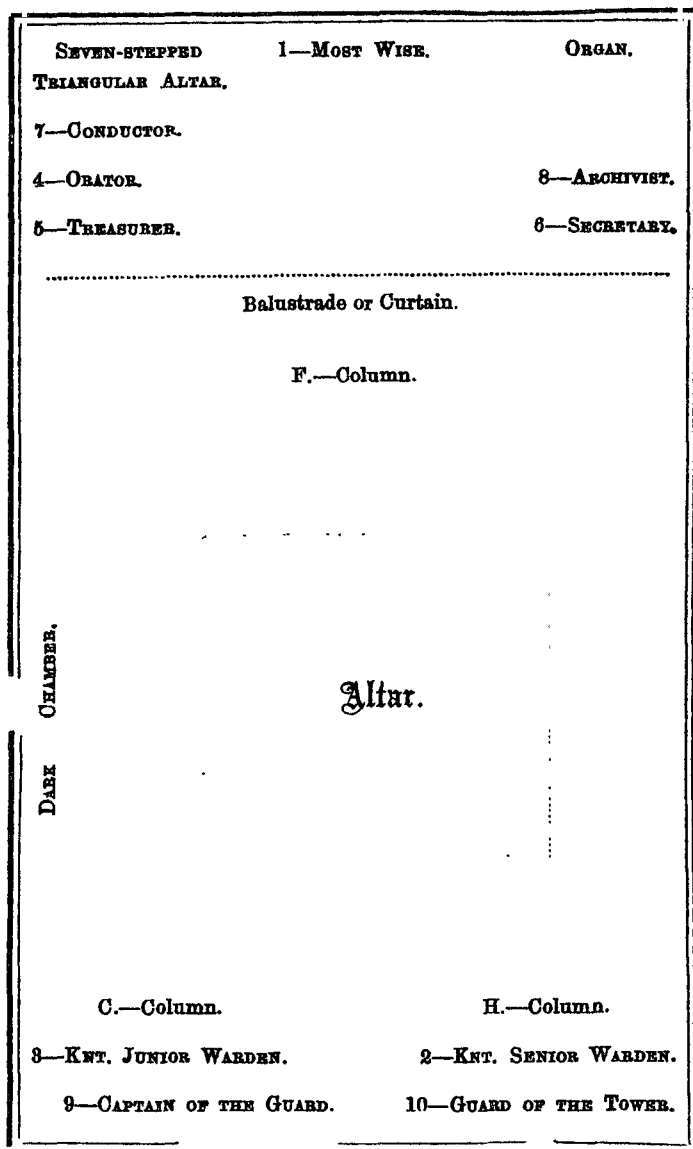 SEVEN-STEPPED 1—MOST WISE. ORGAN.
TRIANGULAR ALTAR.
7—CONDUCTOR.
4—ORATOR. 8—ARCHIVIST.
5—TREASURER. 6—SECRETARY.
Balustrade or Curtain.
F.—Column.
DARK CHAMBER.
Altar.
C.—Column. H.—Column.
3—KNT. JUNIOR WARDEN. 2—KNT. SENIOR WARDEN.
9—CAPTAIN OF THE GUARD. 10—GUARD OF THE TOWER.